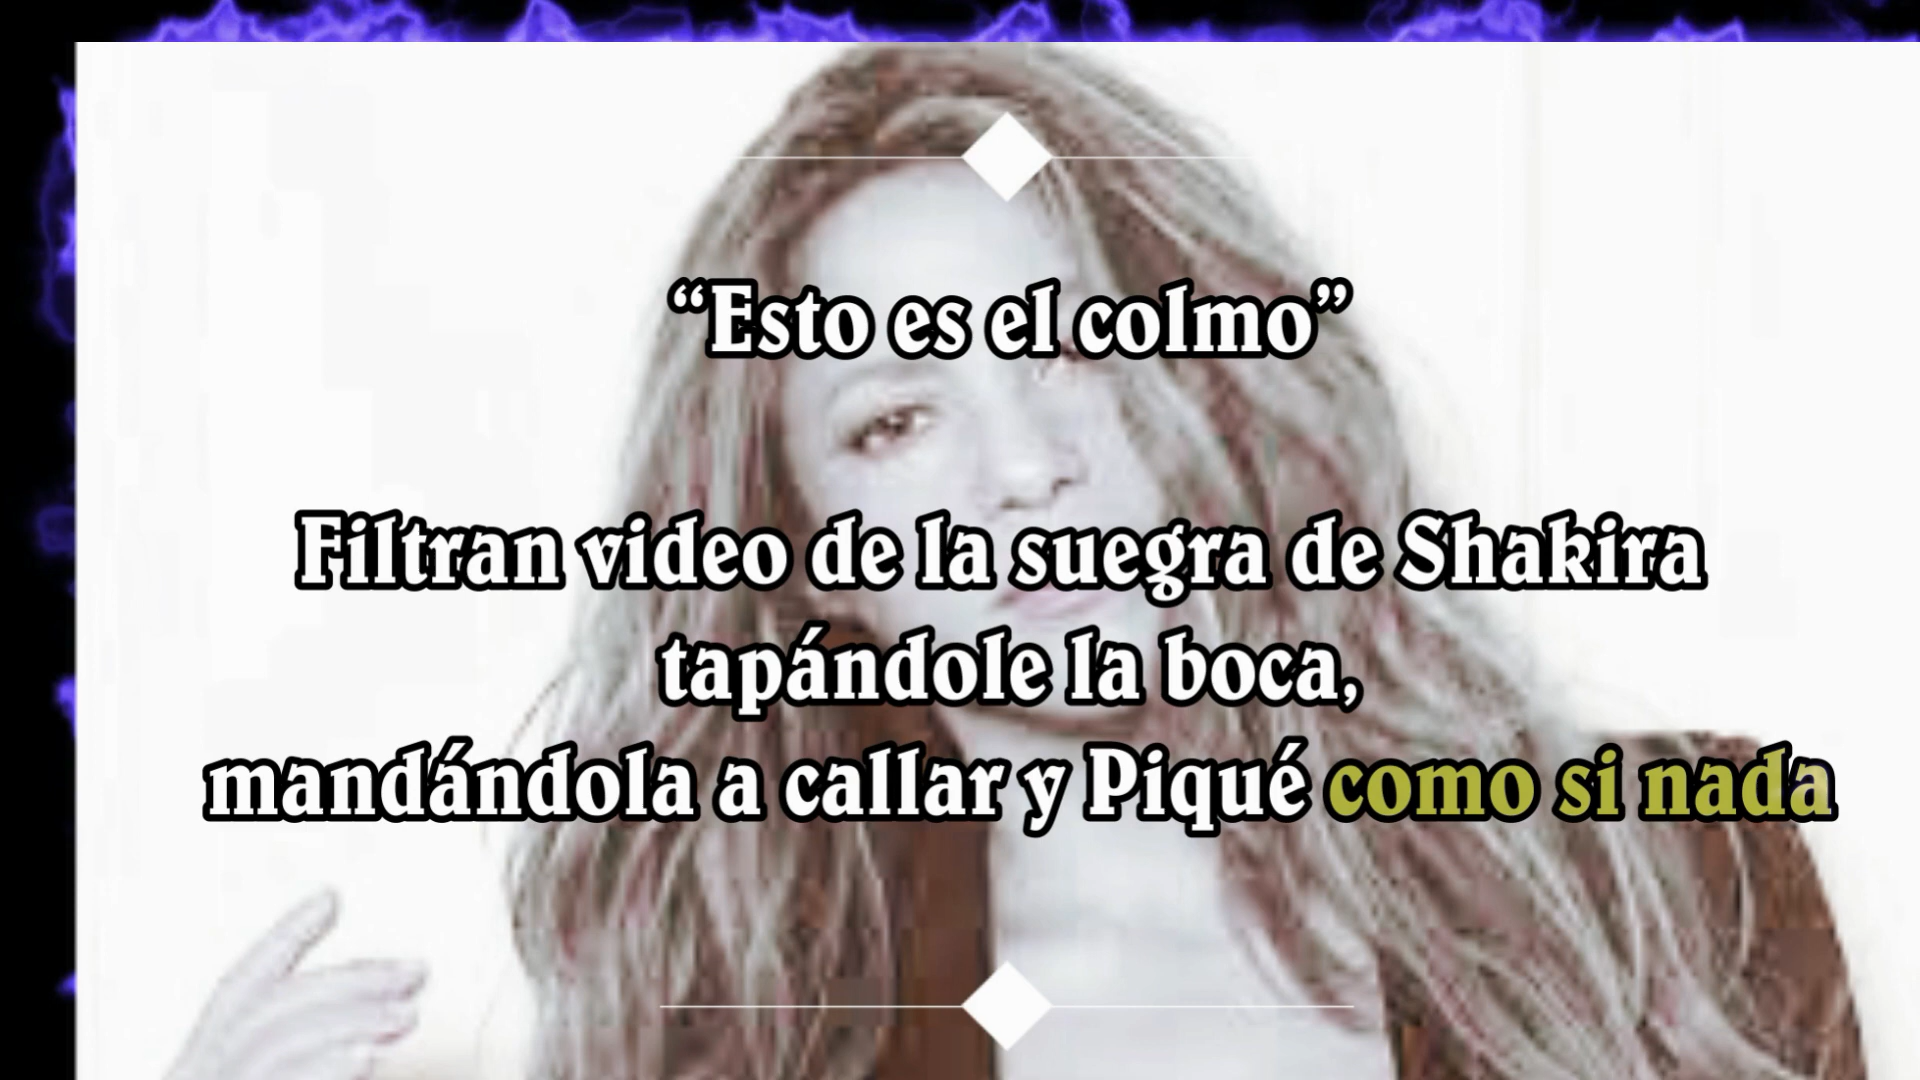 “Esto es el colmo”
Filtran video de la suegra de Shakira
tapándole la boca,
mandándola a callar y Piqué como si nada